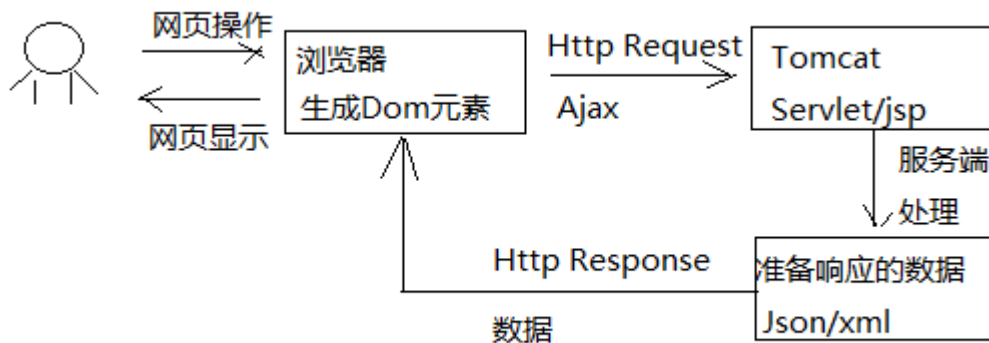 网页操作
网页显示
浏览器
生成Dom元素
Http Request
Ajax
Tomcat
Servlet/jsp
服务端
处理
准备响应的数据
Json/xml
Http Response
数据